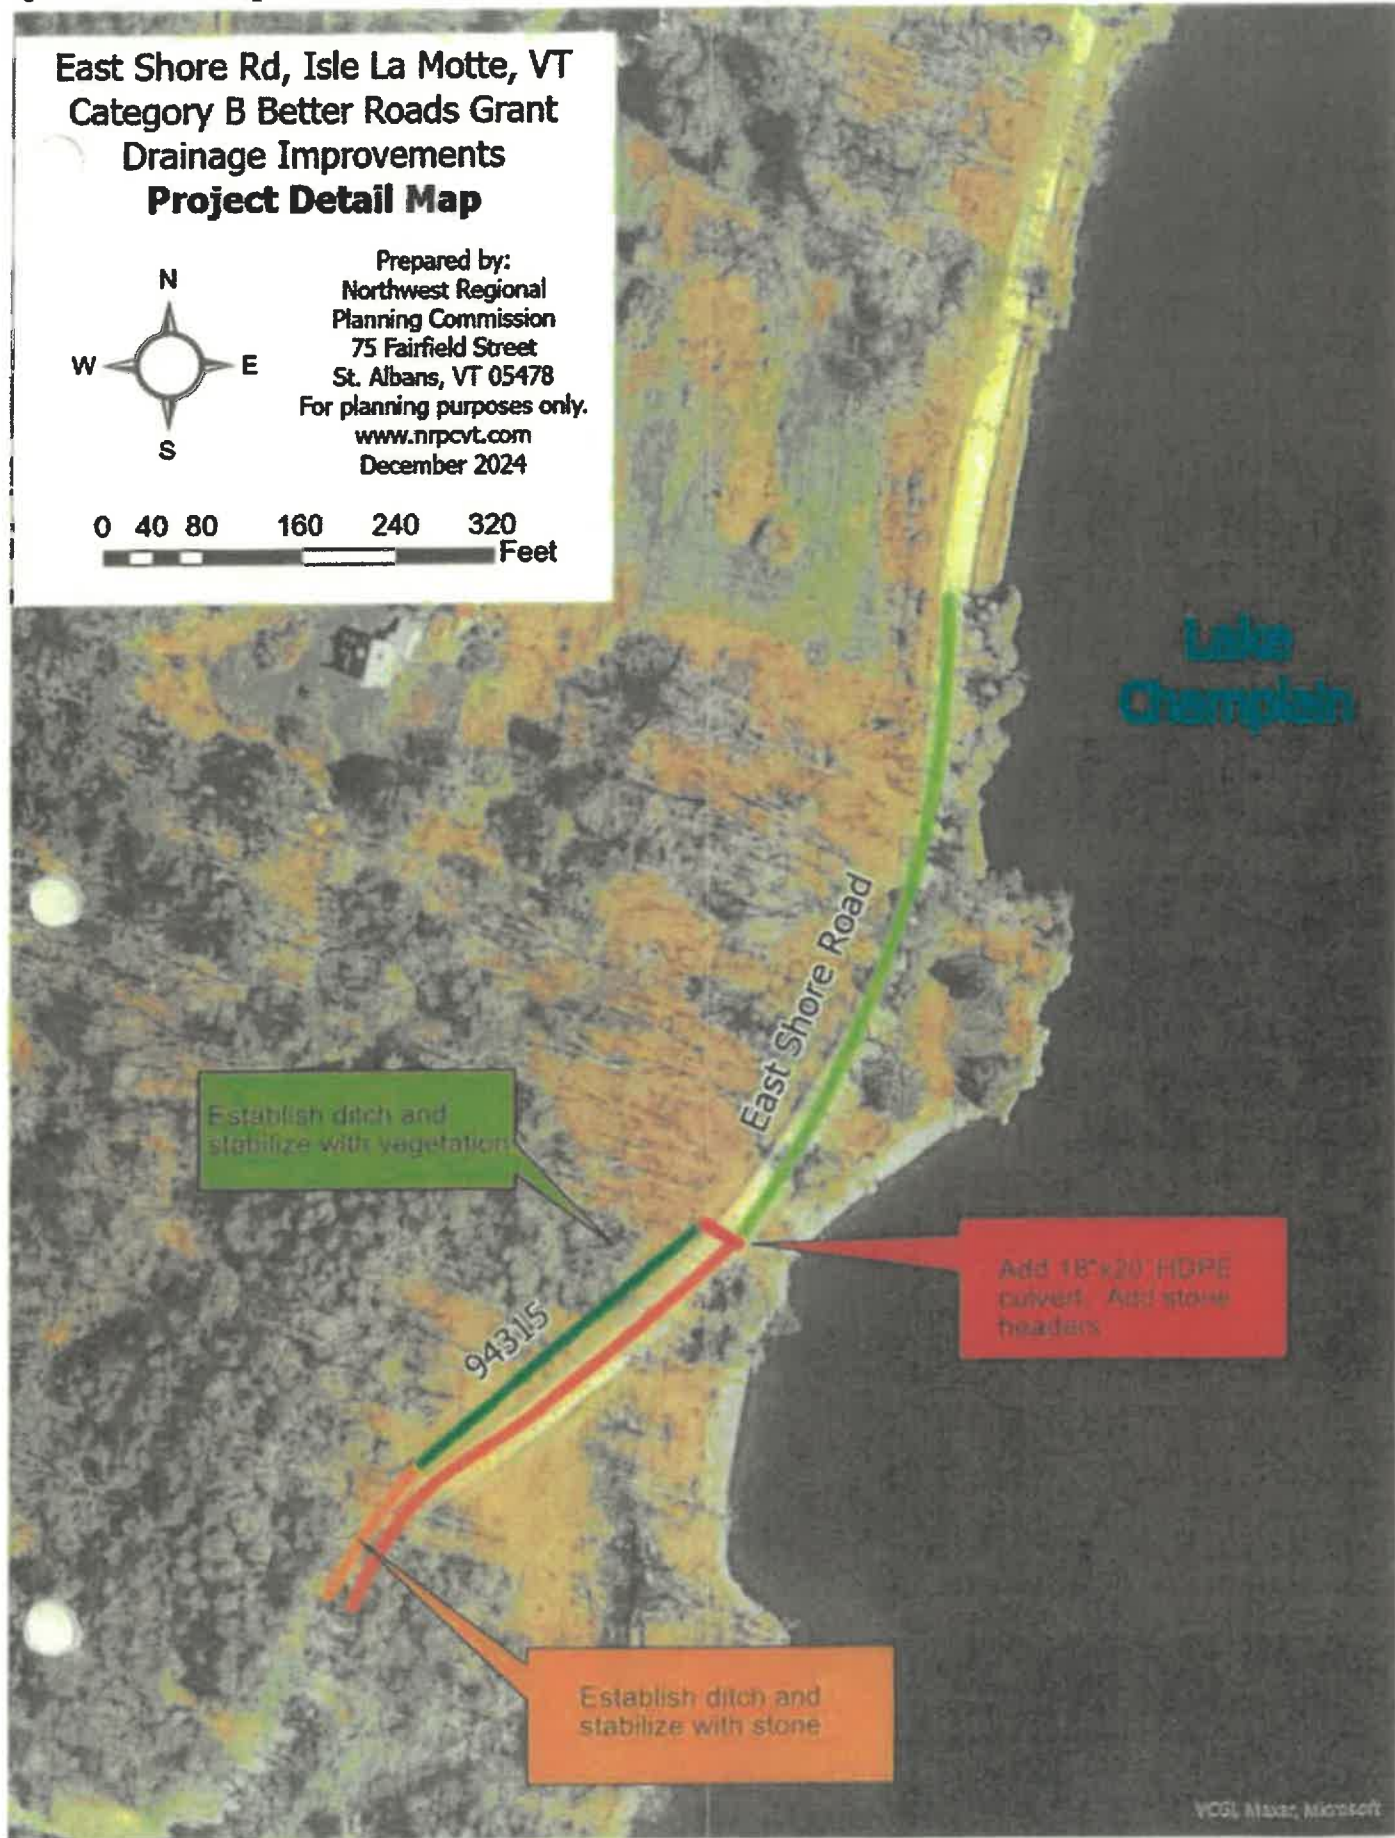 East Shore Rd, Isle La Motte, VT
Category B Better Roads Grant
Drainage Improvements
Project Detail Map
N
W E
S
Prepared by:
Northwest Regional
Planning Commission
75 Fairfield Street
St. Albans, VT 05478
For planning purposes only.
www.nrpcvt.com
December 2024
0 40 80 160 240 320
Feet
Lake
Champlain
East Shore Road
Establish ditch and
stabilize with vegetation
Add 18"x20' HDPE
culvert. Add stone
headers
94315
Establish ditch and
stabilize with stone
VCGI, Maxar, Microsoft